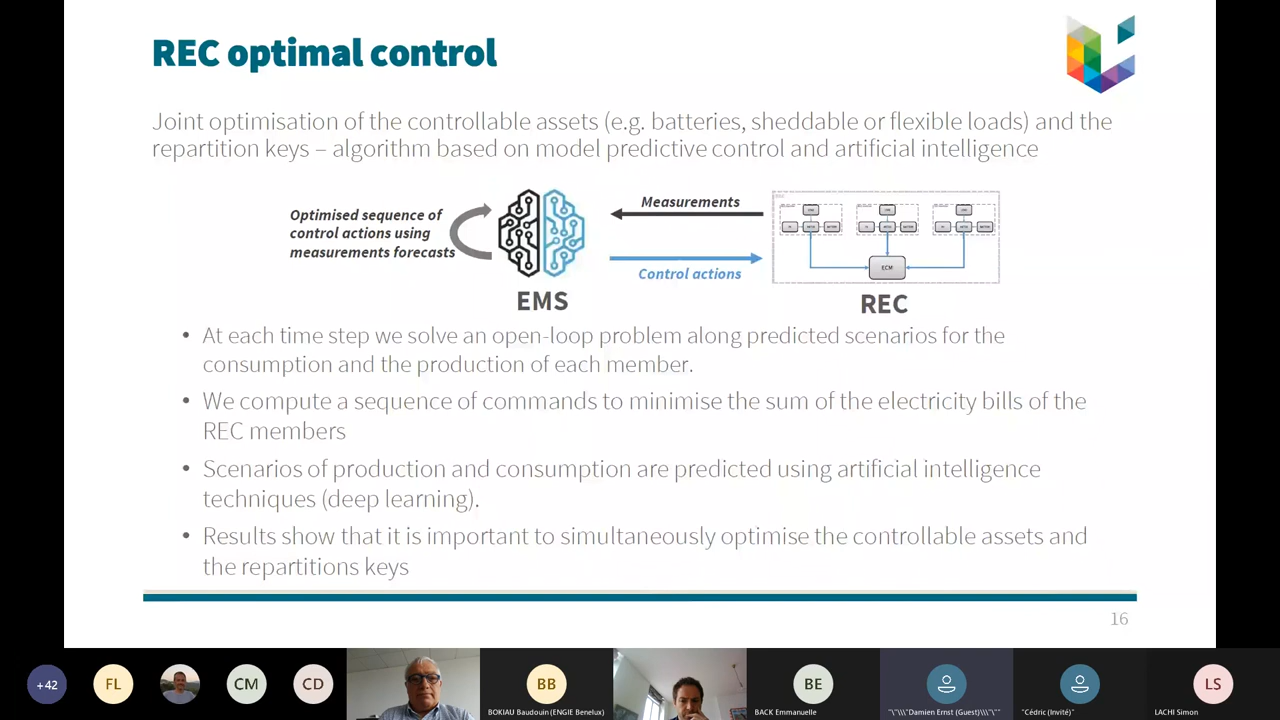 REC optimal control
Joint optimisation of the controllable assets (e.g. batteries, sheddable or flexible loads) and the
repartition keys – algorithm based on model predictive control and artificial intelligence
Optimised sequence of
control actions using
measurements forecasts
EMS
Measurements
Control actions
ECM
REC
• At each time step we solve an open-loop problem along predicted scenarios for the
consumption and the production of each member.
• We compute a sequence of commands to minimise the sum of the electricity bills of the
REC members
• Scenarios of production and consumption are predicted using artificial intelligence
techniques (deep learning).
• Results show that it is important to simultaneously optimise the controllable assets and
the repartitions keys
16
+42
FL
CM
CD
BB
BOKIAU Baudouin (ENGIE Benelux)
BE
BACK Emmanuelle
"\"\\\"Damien Ernst (Guest)\\\"\""
"Cédric (Invité)"
LS
LACHI Simon